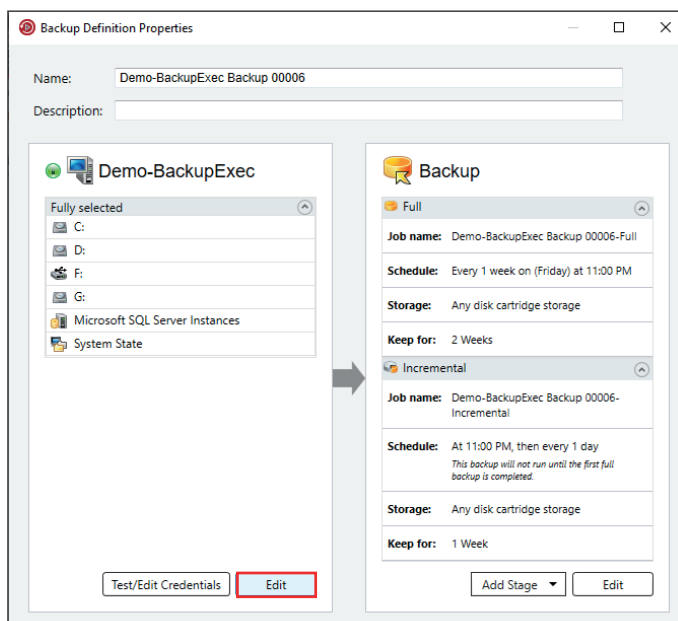 Backup Definition Properties
Name: Demo-BackupExec Backup 00006
Description:
Demo-BackupExec
Fully selected
C:
D:
F:
G:
Microsoft SQL Server Instances
System State
Test/Edit Credentials Edit
Backup
Full
Job name: Demo-BackupExec Backup 00006-Full
Schedule: Every 1 week on (Friday) at 11:00 PM
Storage: Any disk cartridge storage
Keep for: 2 Weeks
Incremental
Job name: Demo-BackupExec Backup 00006-
Incremental
Schedule: At 11:00 PM, then every 1 day
This backup will not run until the first full
backup is completed.
Storage: Any disk cartridge storage
Keep for: 1 Week
Add Stage Edit